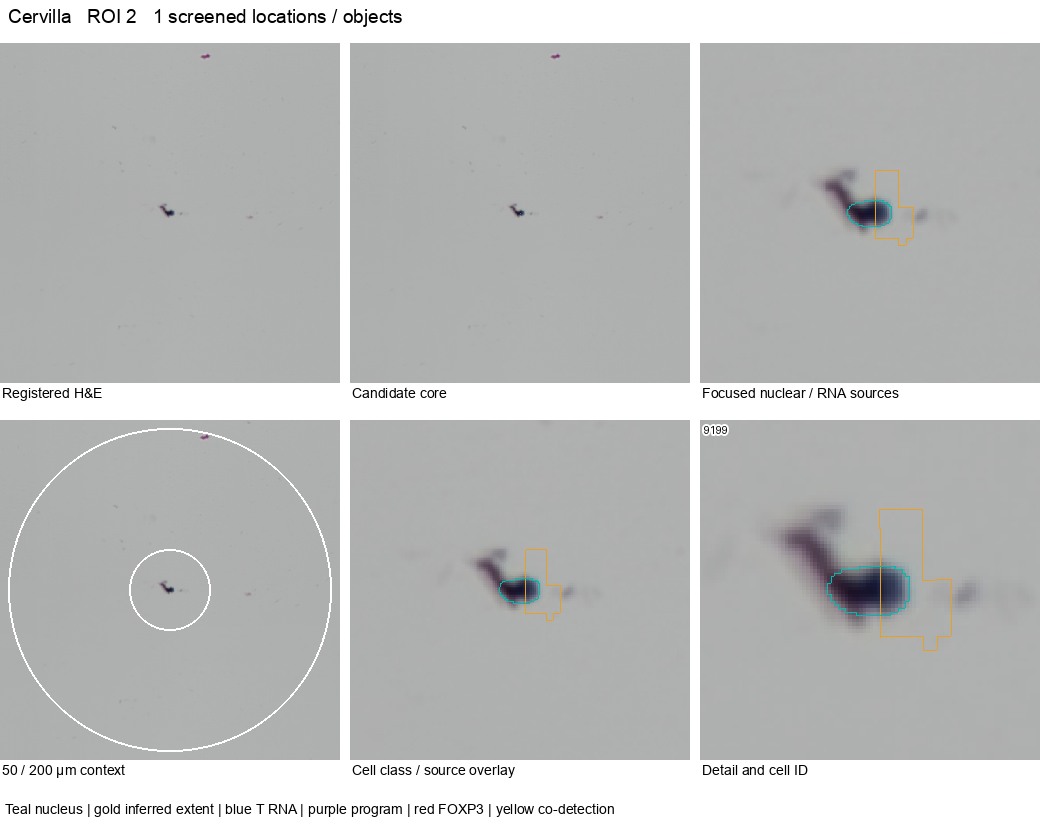 Cervilla ROI 2 1 screened locations / objects
Registered H&E
Candidate core
Focused nuclear / RNA sources
9199
50 / 200 µm context
Cell class / source overlay
Detail and cell ID
Teal nucleus | gold inferred extent | blue T RNA | purple program | red FOXP3 | yellow co-detection